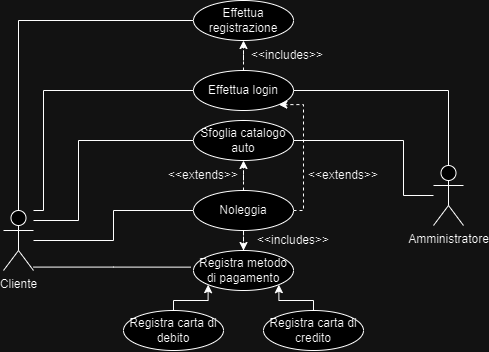 Effettua
registrazione
<<includes>>
Effettua login
Sfoglia catalogo
auto
<<extends>>
<<extends>>
Noleggia
Amministratore
<<includes>>
Registra metodo
di pagamento
Cliente
Registra carta di
debito
Registra carta di
credito